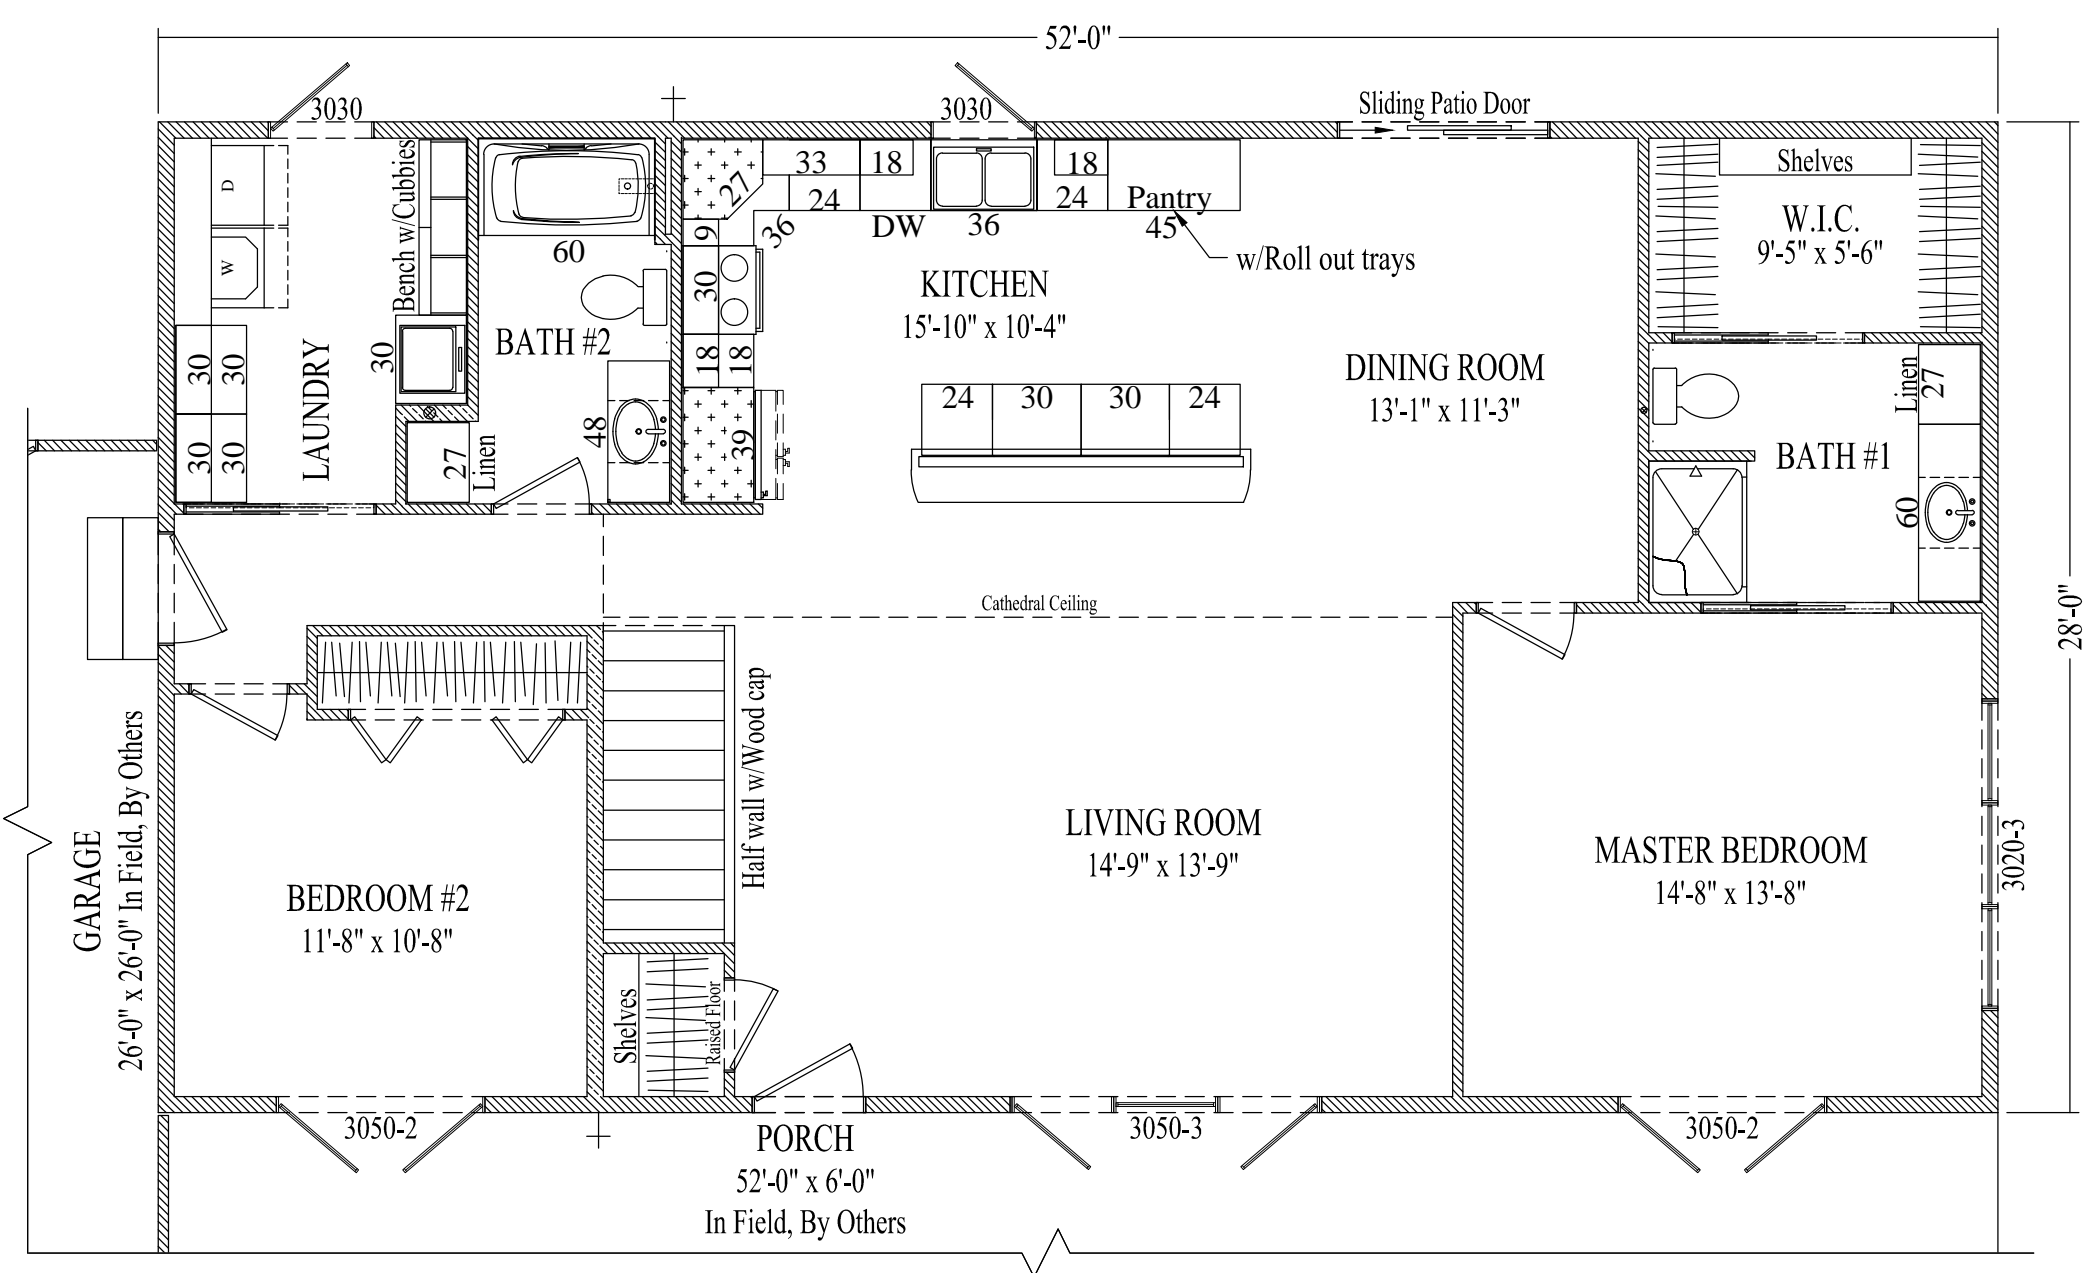 52'-0"
3030
3030
Sliding Patio Door
D
W
Bench w/Cubbies
60
33
18
27
24
36
DW
36
18
24
Pantry
45
w/Roll out trays
Shelves
W.I.C.
9'-5" x 5'-6"
9
30
18
18
39
KITCHEN
15'-10" x 10'-4"
BATH #2
30
30
30
30
30
LAUNDRY
30
27
Linen
48
24
30
30
24
DINING ROOM
13'-1" x 11'-3"
Linen
27
BATH #1
60
Cathedral Ceiling
28'-0"
Half wall w/Wood cap
GARAGE
26'-0" x 26'-0" In Field, By Others
BEDROOM #2
11'-8" x 10'-8"
LIVING ROOM
14'-9" x 13'-9"
MASTER BEDROOM
14'-8" x 13'-8"
3020-3
Shelves
Raised Floor
3050-2
PORCH
52'-0" x 6'-0"
In Field, By Others
3050-3
3050-2